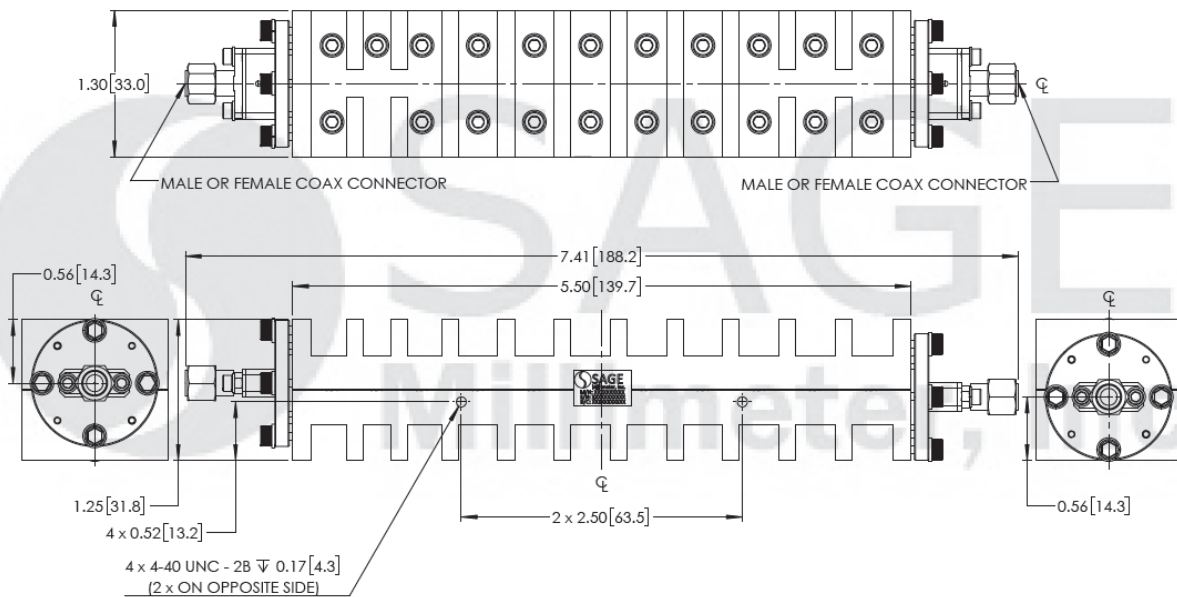 1.30[33.0]
℄
MALE OR FEMALE COAX CONNECTOR
MALE OR FEMALE COAX CONNECTOR
SAGE
Millimeter, Inc
7.41[188.2]
5.50[139.7]
0.56[14.3]
℄
℄
SAGE
℄
1.25[31.8]
4 x 0.52[13.2]
2 x 2.50[63.5]
0.56[14.3]
4 x 4-40 UNC - 2B ↧ 0.17[4.3]
(2 x ON OPPOSITE SIDE)